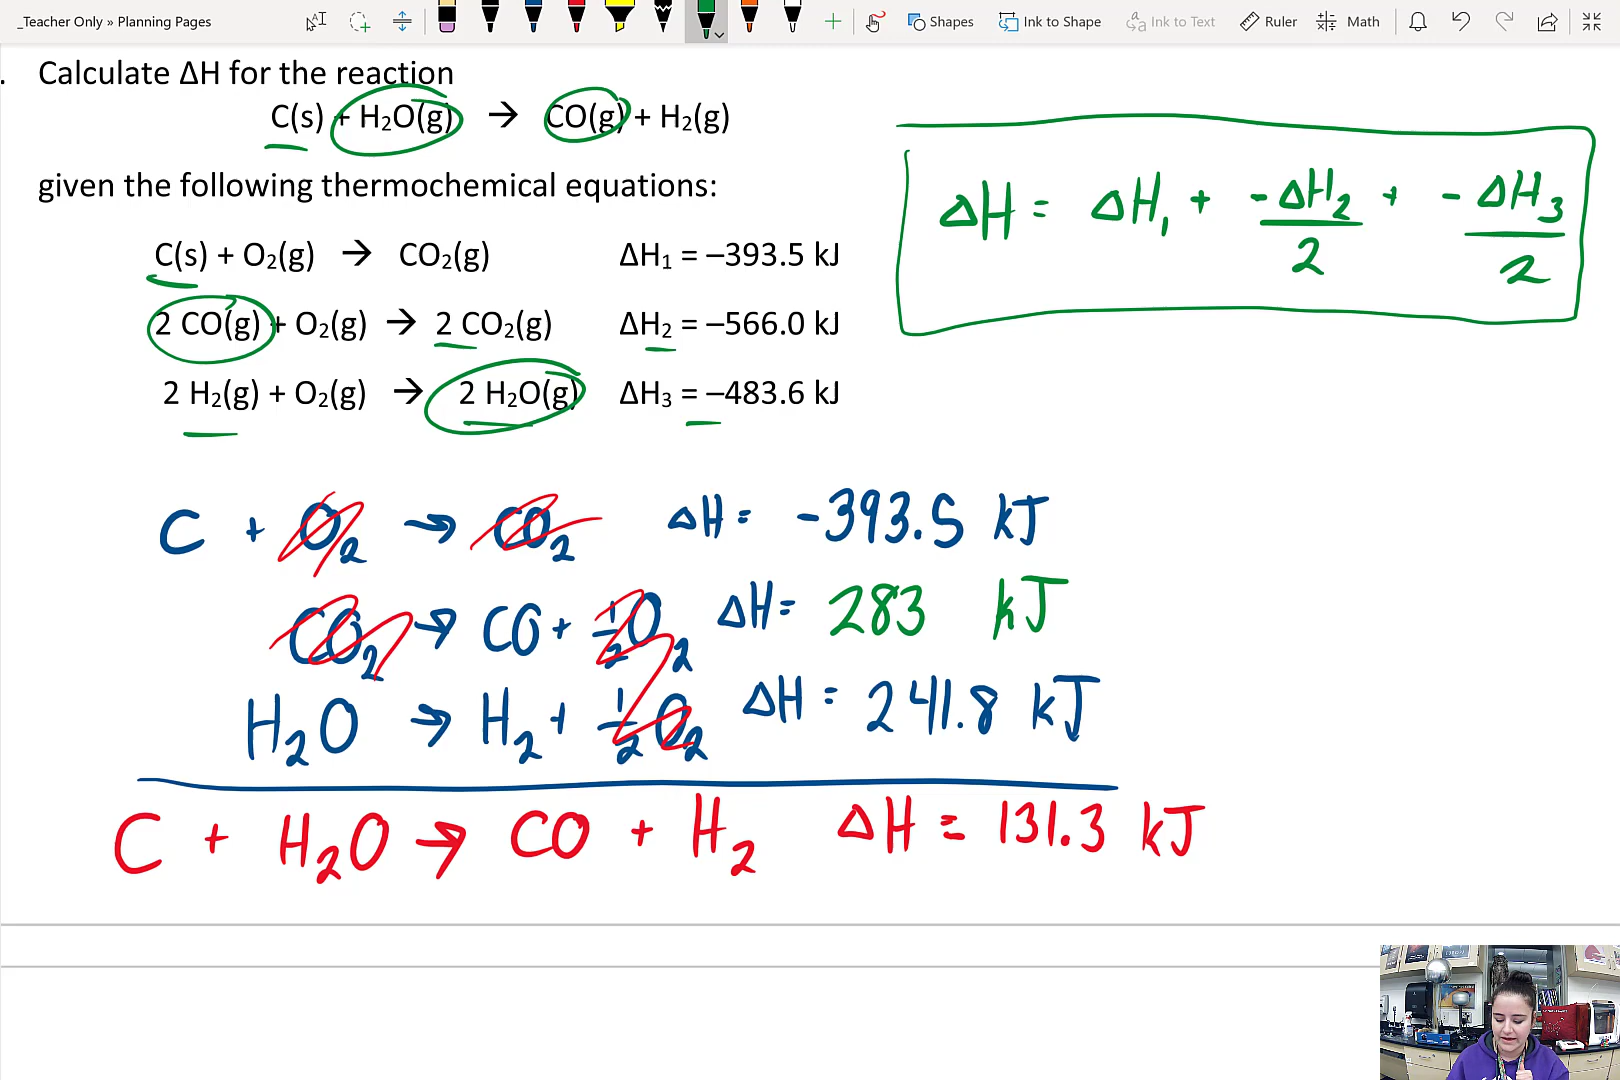 _Teacher Only » Planning Pages Shapes Ink to Shape Ink to Text Ruler Math
. Calculate ΔH for the reaction
C(s) + H₂O(g) → CO(g) + H₂(g)
given the following thermochemical equations:
C(s) + O₂(g) → CO₂(g) ΔH₁ = –393.5 kJ
2 CO(g) + O₂(g) → 2 CO₂(g) ΔH₂ = –566.0 kJ
2 H₂(g) + O₂(g) → 2 H₂O(g) ΔH₃ = –483.6 kJ
ΔH = ΔH₁ + -ΔH₂/2 + -ΔH₃/2
C + O₂ → CO₂ ΔH = -393.5 kJ
CO₂ → CO + 1/2 O₂ ΔH = 283 kJ
H₂O → H₂ + 1/2 O₂ ΔH = 241.8 kJ
C + H₂O → CO + H₂ ΔH = 131.3 kJ